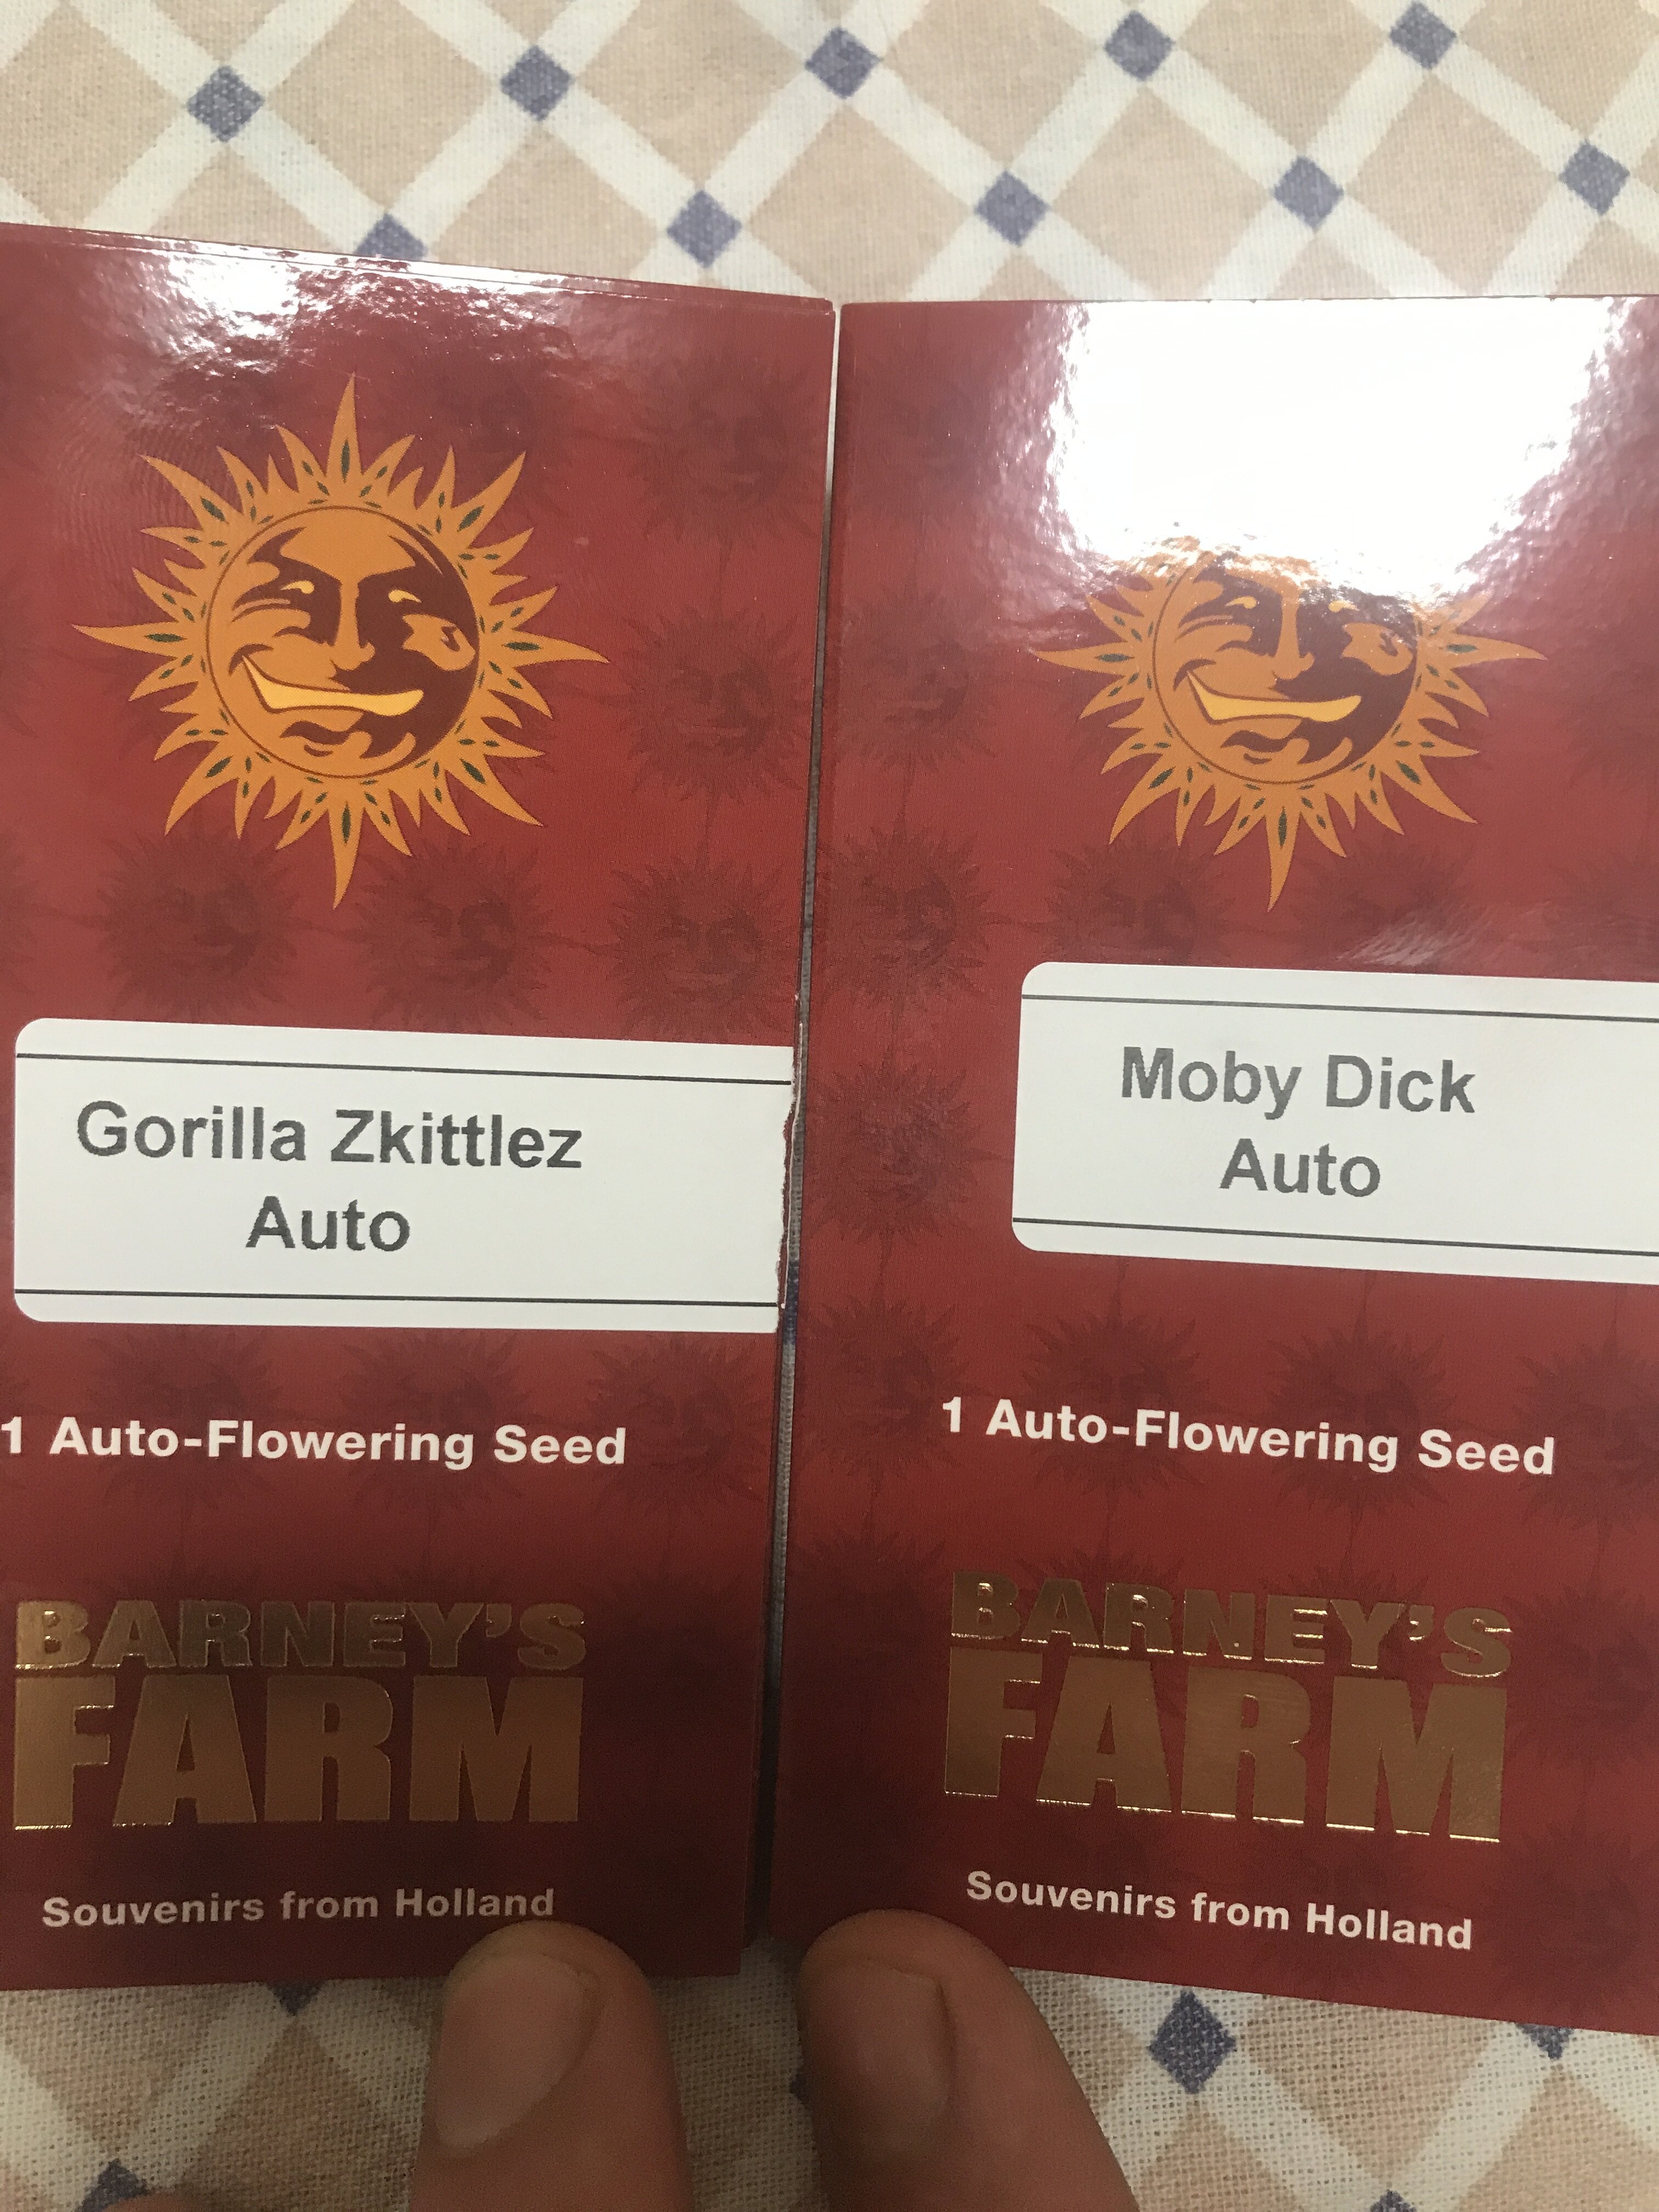 Gorilla Zkittlez
Auto
1 Auto-Flowering Seed
BARNEY'S
FARM
Souvenirs from Holland
Moby Dick
Auto
1 Auto-Flowering Seed
BARNEY'S
FARM
Souvenirs from Holland